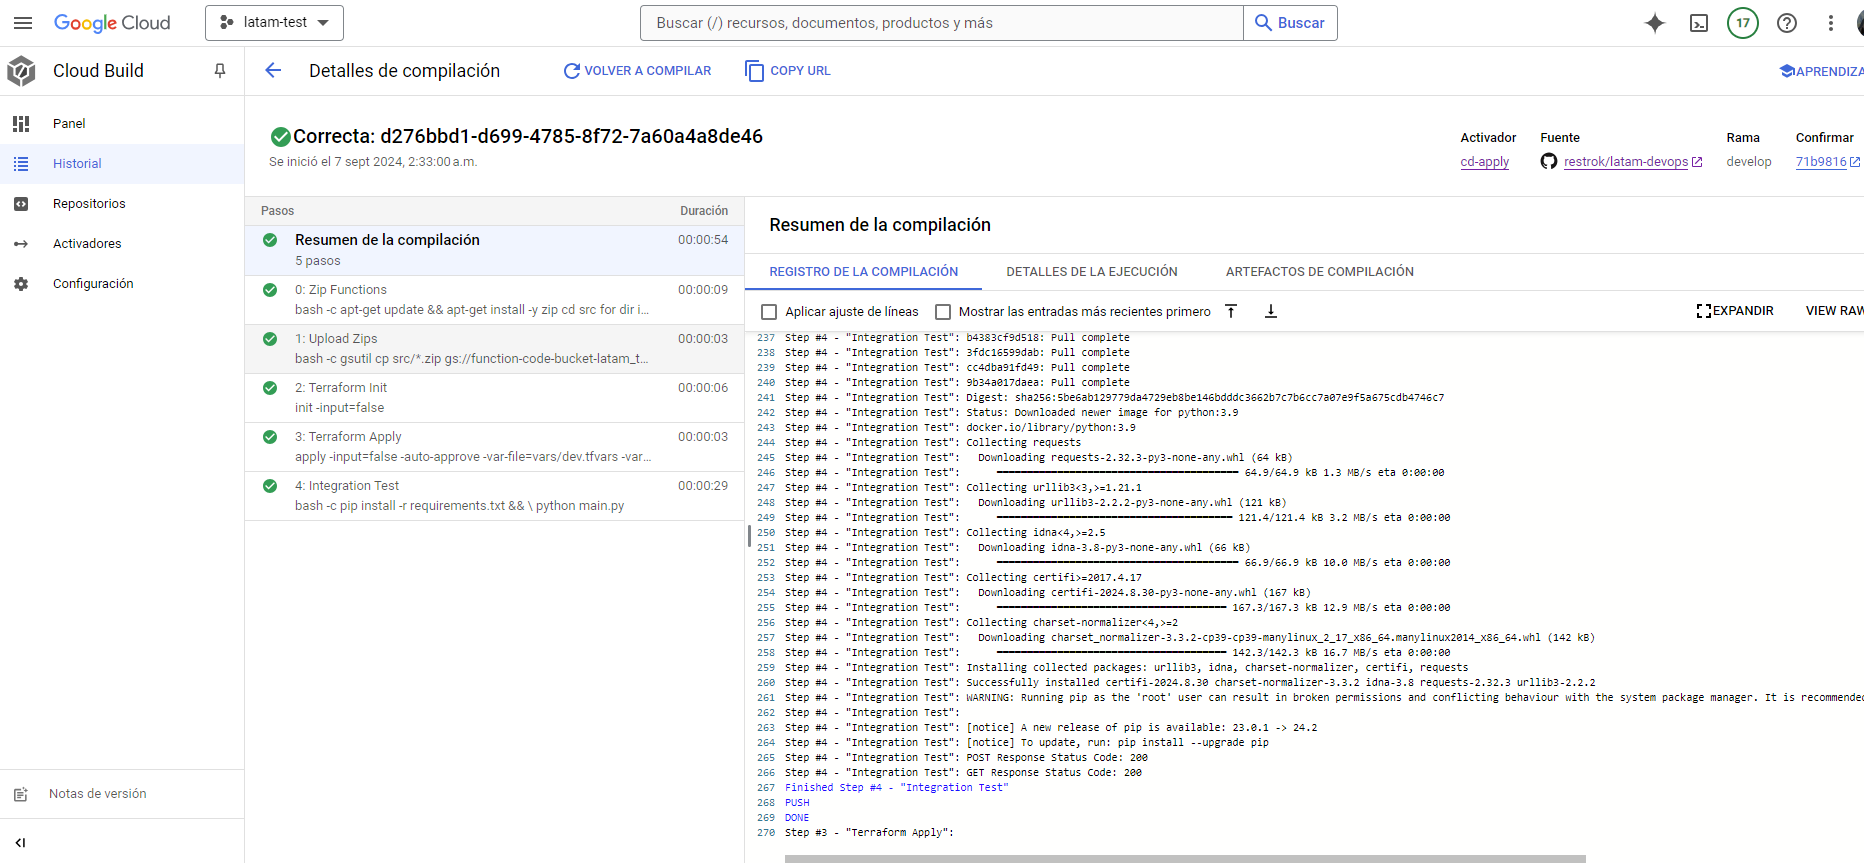 Google Cloud
latam-test
Buscar (/) recursos, documentos, productos y más
Buscar
17
Cloud Build
Detalles de compilación
VOLVER A COMPILAR
COPY URL
APRENDIZA
Panel
Historial
Repositorios
Activadores
Configuración
Notas de versión
Correcta: d276bbd1-d699-4785-8f72-7a60a4a8de46
Se inició el 7 sept 2024, 2:33:00 a.m.
Activador
cd-apply
Fuente
restrok/latam-devops
Rama
develop
Confirmar
71b9816
Pasos Duración
Resumen de la compilación 00:00:54
5 pasos
0: Zip Functions 00:00:09
bash -c apt-get update && apt-get install -y zip cd src for dir i...
1: Upload Zips 00:00:03
bash -c gsutil cp src/*.zip gs://function-code-bucket-latam_t...
2: Terraform Init 00:00:06
init -input=false
3: Terraform Apply 00:00:03
apply -input=false -auto-approve -var-file=vars/dev.tfvars -var...
4: Integration Test 00:00:29
bash -c pip install -r requirements.txt && \ python main.py
Resumen de la compilación
REGISTRO DE LA COMPILACIÓN DETALLES DE LA EJECUCIÓN ARTEFACTOS DE COMPILACIÓN
Aplicar ajuste de líneas Mostrar las entradas más recientes primero EXPANDIR VIEW RAW
237 Step #4 - "Integration Test": b4383cf9d518: Pull complete
238 Step #4 - "Integration Test": 3fdc16599dab: Pull complete
239 Step #4 - "Integration Test": cc4dba91fd49: Pull complete
240 Step #4 - "Integration Test": 9b34a017daea: Pull complete
241 Step #4 - "Integration Test": Digest: sha256:5be6ab129779da4729eb8be146bdddc3662b7c7b6cc7a07e9f5a675cdb4746c7
242 Step #4 - "Integration Test": Status: Downloaded newer image for python:3.9
243 Step #4 - "Integration Test": docker.io/library/python:3.9
244 Step #4 - "Integration Test": Collecting requests
245 Step #4 - "Integration Test": Downloading requests-2.32.3-py3-none-any.whl (64 kB)
246 Step #4 - "Integration Test": 64.9/64.9 kB 1.3 MB/s eta 0:00:00
247 Step #4 - "Integration Test": Collecting urllib3<3,>=1.21.1
248 Step #4 - "Integration Test": Downloading urllib3-2.2.2-py3-none-any.whl (121 kB)
249 Step #4 - "Integration Test": 121.4/121.4 kB 3.2 MB/s eta 0:00:00
250 Step #4 - "Integration Test": Collecting idna<4,>=2.5
251 Step #4 - "Integration Test": Downloading idna-3.8-py3-none-any.whl (66 kB)
252 Step #4 - "Integration Test": 66.9/66.9 kB 10.0 MB/s eta 0:00:00
253 Step #4 - "Integration Test": Collecting certifi>=2017.4.17
254 Step #4 - "Integration Test": Downloading certifi-2024.8.30-py3-none-any.whl (167 kB)
255 Step #4 - "Integration Test": 167.3/167.3 kB 12.9 MB/s eta 0:00:00
256 Step #4 - "Integration Test": Collecting charset-normalizer<4,>=2
257 Step #4 - "Integration Test": Downloading charset_normalizer-3.3.2-cp39-cp39-manylinux_2_17_x86_64.manylinux2014_x86_64.whl (142 kB)
258 Step #4 - "Integration Test": 142.3/142.3 kB 16.7 MB/s eta 0:00:00
259 Step #4 - "Integration Test": Installing collected packages: urllib3, idna, charset-normalizer, certifi, requests
260 Step #4 - "Integration Test": Successfully installed certifi-2024.8.30 charset-normalizer-3.3.2 idna-3.8 requests-2.32.3 urllib3-2.2.2
261 Step #4 - "Integration Test": WARNING: Running pip as the 'root' user can result in broken permissions and conflicting behaviour with the system package manager. It is recommended
262 Step #4 - "Integration Test":
263 Step #4 - "Integration Test": [notice] A new release of pip is available: 23.0.1 -> 24.2
264 Step #4 - "Integration Test": [notice] To update, run: pip install --upgrade pip
265 Step #4 - "Integration Test": POST Response Status Code: 200
266 Step #4 - "Integration Test": GET Response Status Code: 200
267 Finished Step #4 - "Integration Test"
268 PUSH
269 DONE
270 Step #3 - "Terraform Apply":